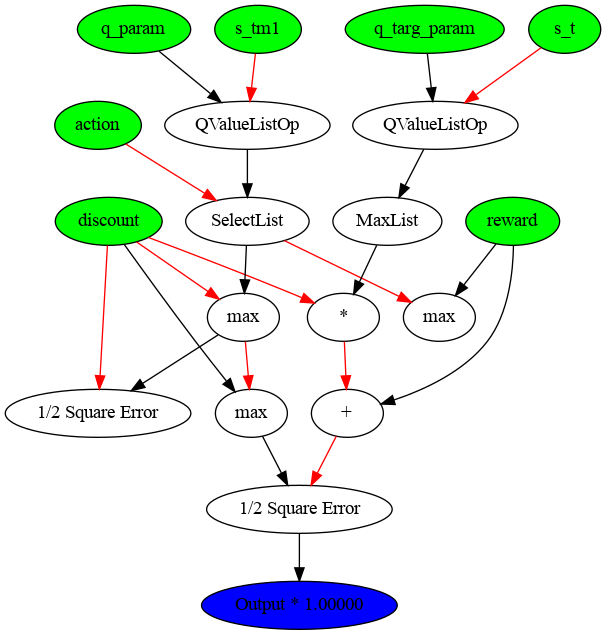 q_param
s_tm1
q_targ_param
s_t
action
QValueListOp
QValueListOp
discount
SelectList
MaxList
reward
max
*
max
1/2 Square Error
max
+
1/2 Square Error
Output * 1.00000